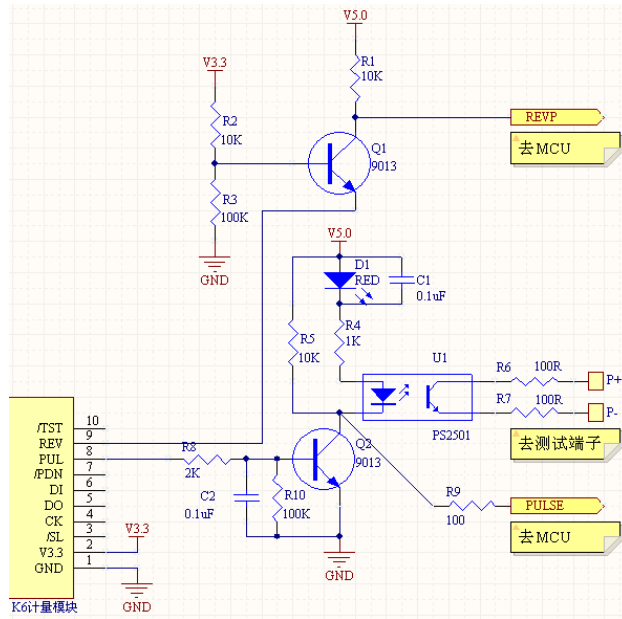 V5.0
R1
10K
V3.3
REVP
R2
10K
Q1
9013
去MCU
R3
100K
GND
V5.0
D1
RED
C1
0.1uF
R4
1K
R5
10K
U1
R6
100R
P+
R7
100R
P-
PS2501
去测试端子
/TST
10
REV
9
PUL
8
/PDN
7
DI
6
DO
5
CK
4
/SL
3
V3.3
2
GND
1
R8
2K
Q2
9013
C2
0.1uF
R10
100K
R9
100
PULSE
去MCU
V3.3
GND
GND
K6计量模块